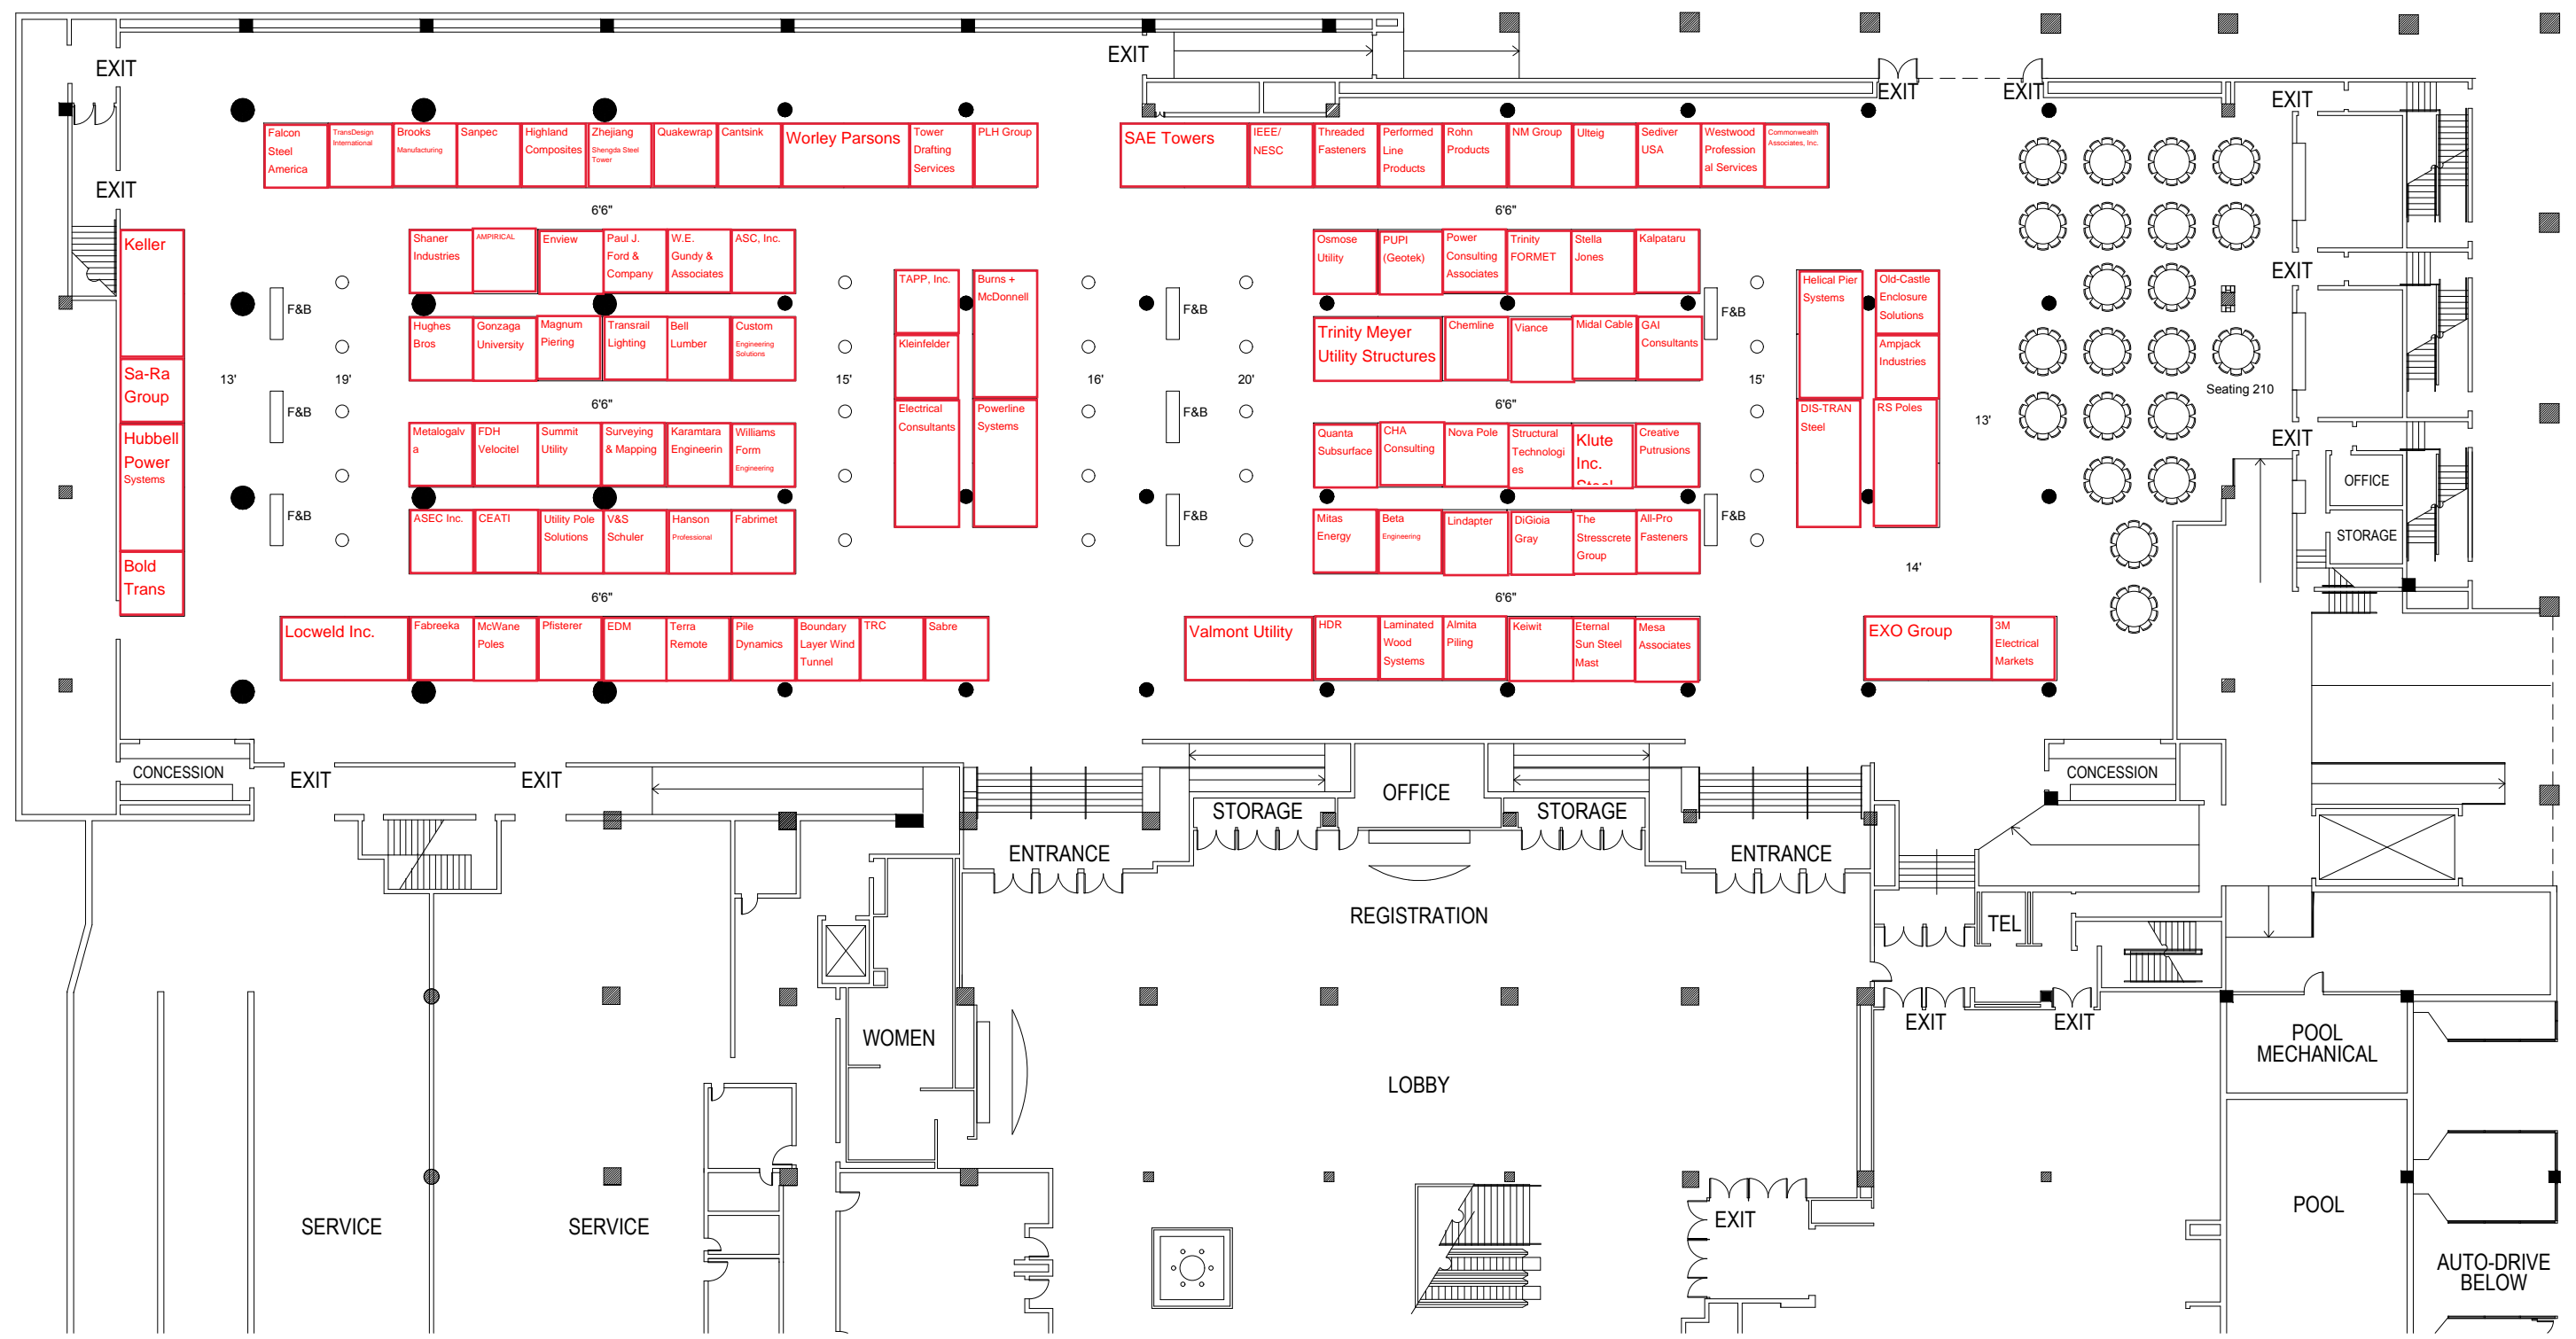 EXIT
EXIT
EXIT
EXIT
EXIT
EXIT
Falcon
Steel
America
TransDesign
International
Brooks
Manufacturing
Sanpec
Highland
Composites
Zhejiang
Shengda Steel
Tower
Quakewrap
Cantsink
Worley Parsons
Tower
Drafting
Services
PLH Group
SAE Towers
IEEE/
NESC
Threaded
Fasteners
Performed
Line
Products
Rohn
Products
NM Group
Ulteig
Sediver
USA
Westwood
Profession
al Services
Commonwealth
Associates, Inc.
6'6"
6'6"
Keller
Sa-Ra
Group
Hubbell
Power
Systems
Bold
Trans
Shaner
Industries
AMPIRICAL
Enview
Paul J.
Ford &
Company
W.E.
Gundy &
Associates
ASC, Inc.
Osmose
Utility
PUPI
(Geotek)
Power
Consulting
Associates
Trinity
FORMET
Stella
Jones
Kalpataru
EXIT
TAPP, Inc.
Kleinfelder
Electrical
Consultants
Burns +
McDonnell
Powerline
Systems
Helical Pier
Systems
DIS-TRAN
Steel
Old-Castle
Enclosure
Solutions
Ampjack
Industries
RS Poles
F&B
F&B
F&B
Hughes
Bros
Gonzaga
University
Magnum
Piering
Transrail
Lighting
Bell
Lumber
Custom
Engineering
Solutions
Trinity Meyer
Utility Structures
Chemline
Viance
Midal Cable
GAI
Consultants
13'
19'
15'
16'
20'
15'
Seating 210
6'6"
6'6"
F&B
F&B
13'
Metalogalv
a
FDH
Velocitel
Summit
Utility
Surveying
& Mapping
Karamtara
Engineerin
Williams
Form
Engineering
Quanta
Subsurface
CHA
Consulting
Nova Pole
Structural
Technologi
es
Klute
Inc.
Steel
Creative
Putrusions
EXIT
OFFICE
STORAGE
F&B
F&B
F&B
ASEC Inc.
CEATI
Utility Pole
Solutions
V&S
Schuler
Hanson
Professional
Fabrimet
Mitas
Energy
Beta
Engineering
Lindapter
DiGioia
Gray
The
Stresscrete
Group
All-Pro
Fasteners
14'
6'6"
6'6"
Locweld Inc.
Fabreeka
McWane
Poles
Pfisterer
EDM
Terra
Remote
Pile
Dynamics
Boundary
Layer Wind
Tunnel
TRC
Sabre
Valmont Utility
HDR
Laminated
Wood
Systems
Almita
Piling
Keiwit
Eternal
Sun Steel
Mast
Mesa
Associates
EXO Group
3M
Electrical
Markets
CONCESSION
EXIT
EXIT
OFFICE
STORAGE
STORAGE
CONCESSION
ENTRANCE
ENTRANCE
REGISTRATION
TEL
EXIT
EXIT
WOMEN
LOBBY
POOL
MECHANICAL
SERVICE
SERVICE
EXIT
POOL
AUTO-DRIVE
BELOW